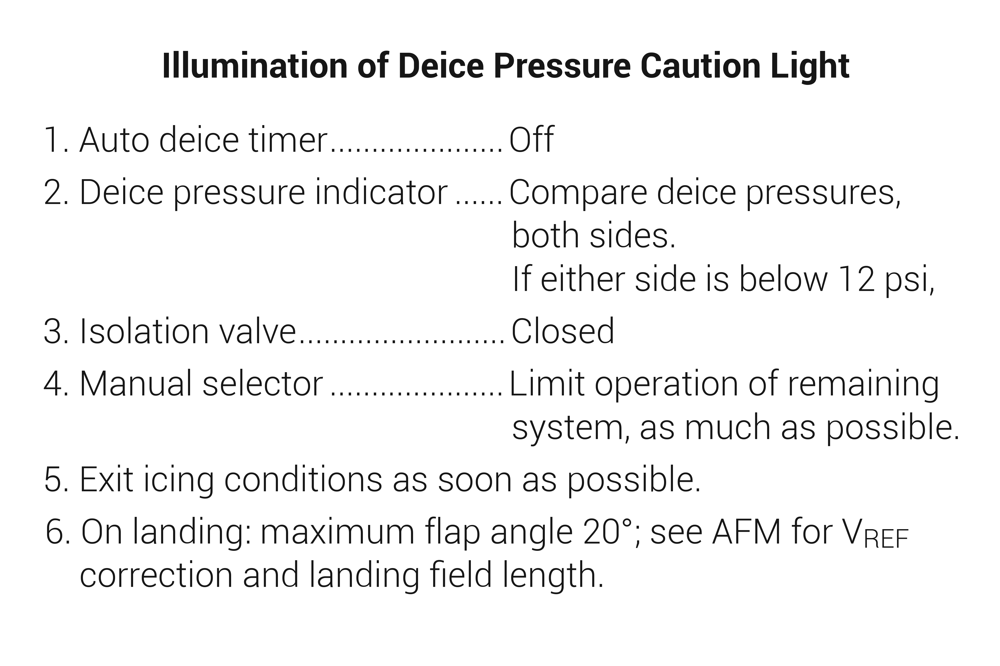 Illumination of Deice Pressure Caution Light
1. Auto deice timer......................... Off
2. Deice pressure indicator ....... Compare deice pressures,
both sides.
If either side is below 12 psi,
3. Isolation valve.............................. Closed
4. Manual selector ......................... Limit operation of remaining
system, as much as possible.
5. Exit icing conditions as soon as possible.
6. On landing: maximum flap angle 20°; see AFM for VREF
correction and landing field length.